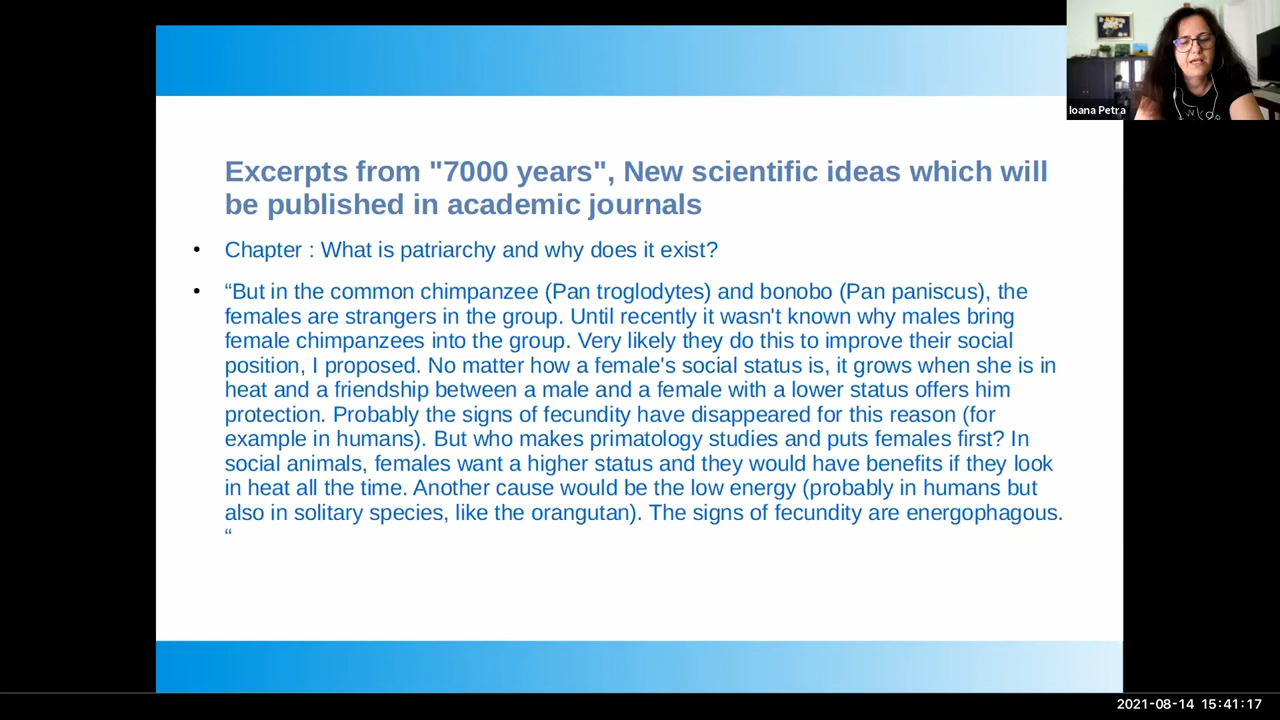 Ioana Petra
Excerpts from "7000 years", New scientific ideas which will
be published in academic journals
• Chapter : What is patriarchy and why does it exist?
• “But in the common chimpanzee (Pan troglodytes) and bonobo (Pan paniscus), the
females are strangers in the group. Until recently it wasn't known why males bring
female chimpanzees into the group. Very likely they do this to improve their social
position, I proposed. No matter how a female's social status is, it grows when she is in
heat and a friendship between a male and a female with a lower status offers him
protection. Probably the signs of fecundity have disappeared for this reason (for
example in humans). But who makes primatology studies and puts females first? In
social animals, females want a higher status and they would have benefits if they look
in heat all the time. Another cause would be the low energy (probably in humans but
also in solitary species, like the orangutan). The signs of fecundity are energophagous.
“
2021-08-14 15:41:17